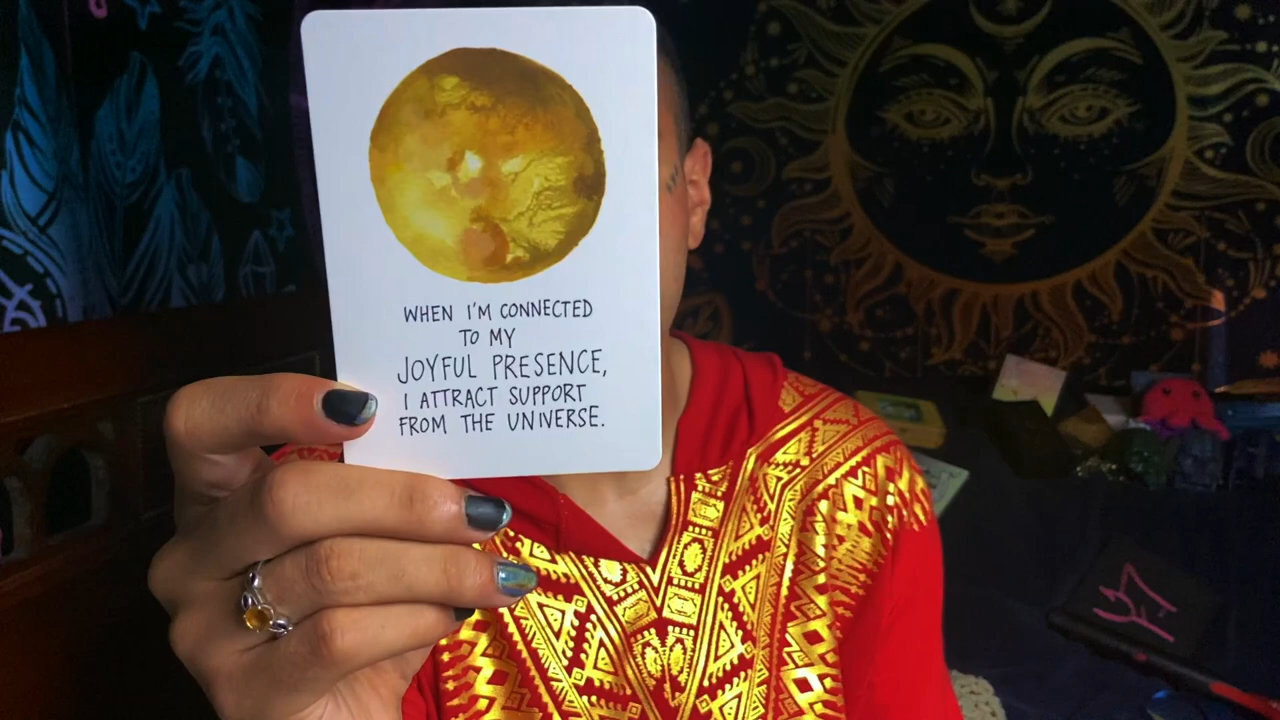 WHEN I'M CONNECTED
TO MY
JOYFUL PRESENCE,
I ATTRACT SUPPORT
FROM THE UNIVERSE.